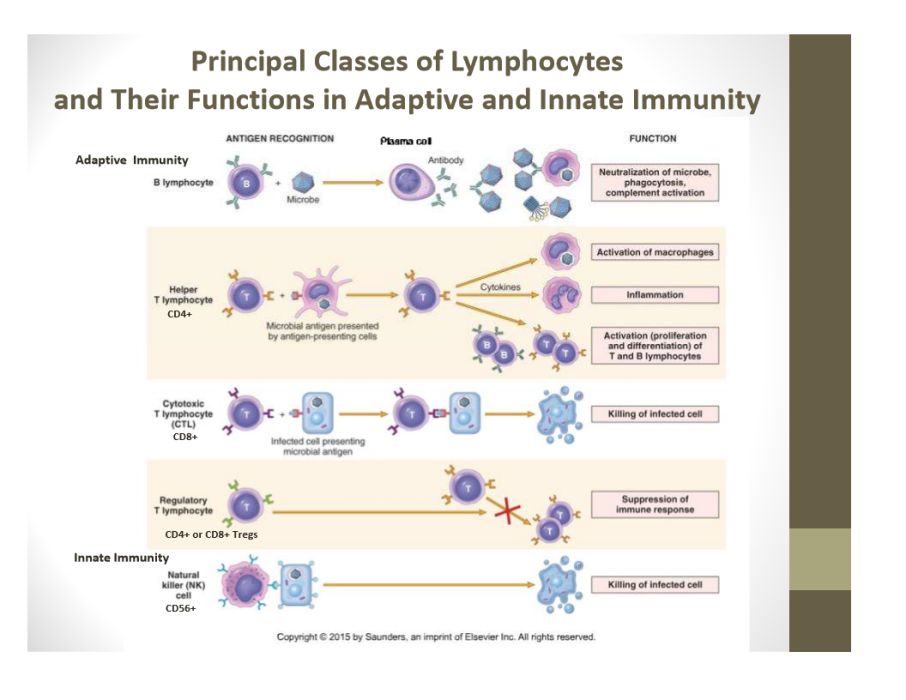 Principal Classes of Lymphocytes
and Their Functions in Adaptive and Innate Immunity
ANTIGEN RECOGNITION
Plasma cell
FUNCTION
Adaptive Immunity
B lymphocyte
B
+
Microbe
Antibody
Neutralization of microbe,
phagocytosis,
complement activation
Helper
T lymphocyte
CD4+
T
+
Microbial antigen presented
by antigen-presenting cells
T
Cytokines
Activation of macrophages
Inflammation
B
B
T
T
Activation (proliferation
and differentiation) of
T and B lymphocytes
Cytotoxic
T lymphocyte
(CTL)
CD8+
T
+
Infected cell presenting
microbial antigen
T
Killing of infected cell
Regulatory
T lymphocyte
CD4+ or CD8+ Tregs
T
T
T
T
Suppression of
immune response
Innate Immunity
Natural
killer (NK)
cell
CD56+
Killing of infected cell
Copyright © 2015 by Saunders, an imprint of Elsevier Inc. All rights reserved.